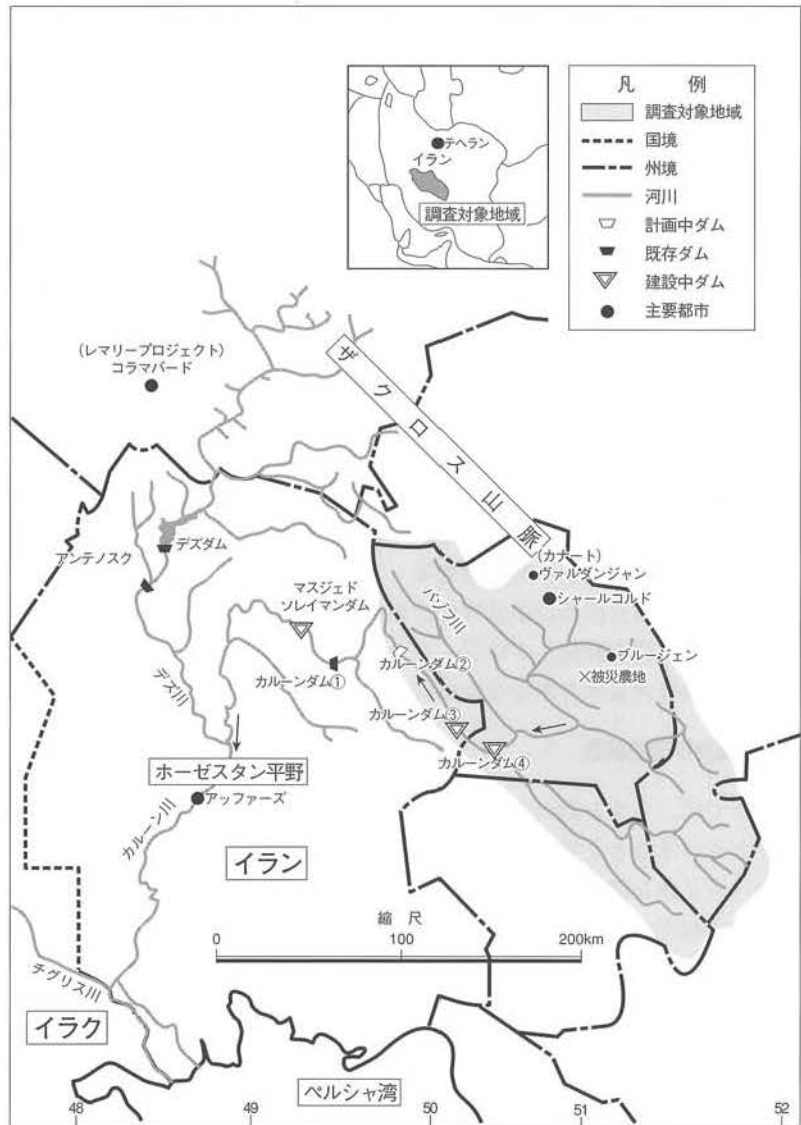 テヘラン
イラン
調査対象地域
凡 例
調査対象地域
国境
州境
河川
計画中ダム
既存ダム
建設中ダム
主要都市
(レマリープロジェクト)
コラマバード
ザクロス山脈
アンテノスク
デズダム
(カナート)
ヴァルダンジャン
シャールコルド
バゾフ川
マスジェド
ソレイマンダム
ブルージェン
×被災農地
カルーンダム①
カルーンダム②
カルーンダム③
カルーンダム④
デズ川
ホーゼスタン平野
アッファーズ
カルーン川
イラン
縮 尺
0 100 200km
チグリス川
イラク
ペルシャ湾
48 49 50 51 52